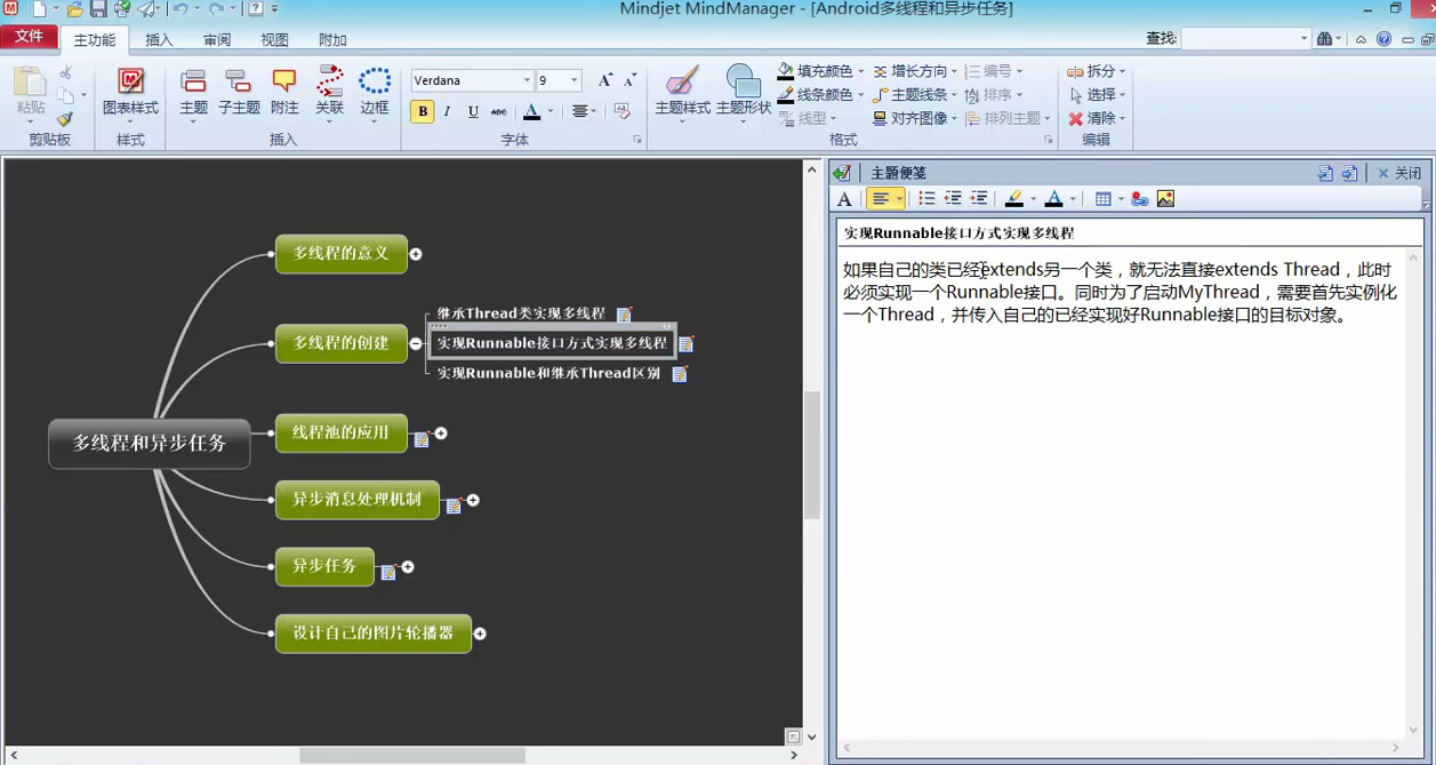 Mindjet MindManager - [Android多线程和异步任务]
文件 主功能 插入 审阅 视图 附加 查找:
粘贴 图表样式 主题 子主题 附注 关联 边框 Verdana 9 主题样式 主题形状 填充颜色 增长方向 编号 拆分
B I U ABC A 线条颜色 主题线条 排序 选择
线型 对齐图像 排列主题 清除
剪贴板 样式 插入 字体 格式 编辑
多线程的意义
多线程的创建
继承Thread类实现多线程
实现Runnable接口方式实现多线程
实现Runnable和继承Thread区别
多线程和异步任务
线程池的应用
异步消息处理机制
异步任务
设计自己的图片轮播器
主题便笺 关闭
实现Runnable接口方式实现多线程
如果自己的类已经extends另一个类，就无法直接extends Thread，此时
必须实现一个Runnable接口。同时为了启动MyThread，需要首先实例化
一个Thread，并传入自己的已经实现好Runnable接口的目标对象。